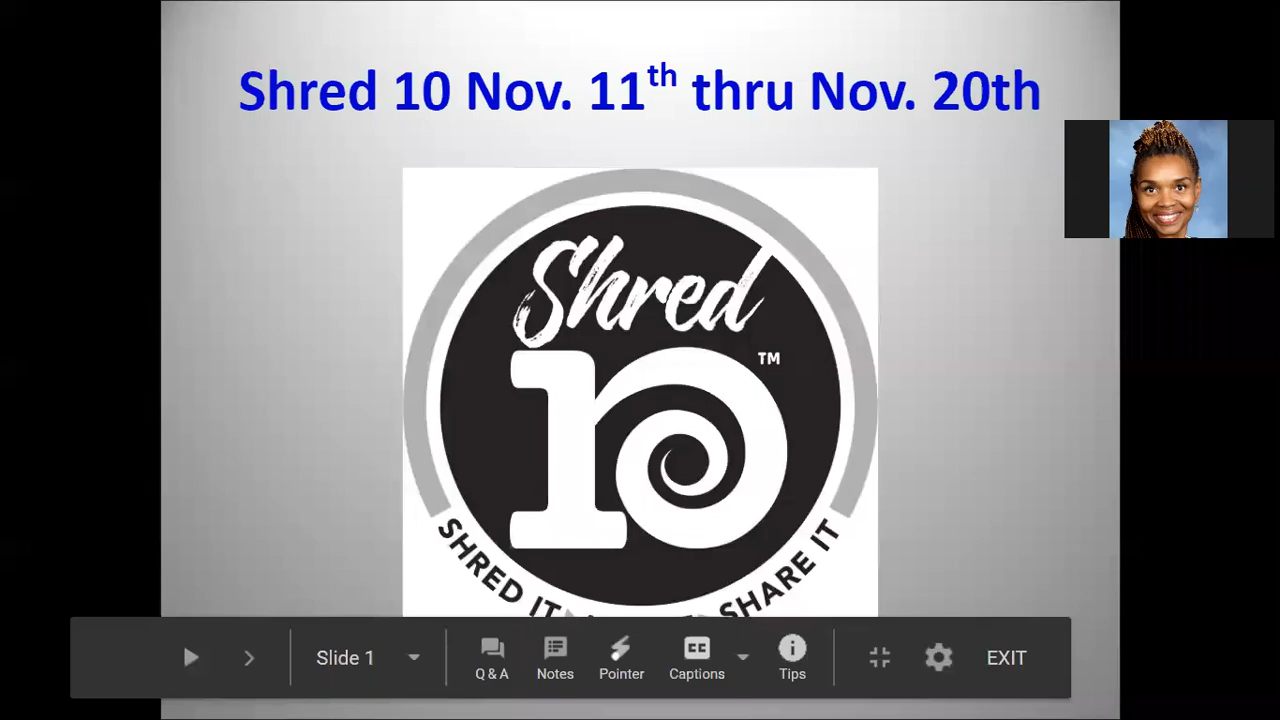 Shred 10 Nov. 11th thru Nov. 20th
Shred
10
TM
SHRED IT
SHARE IT
Slide 1
Q & A
Notes
Pointer
CC
Captions
Tips
EXIT